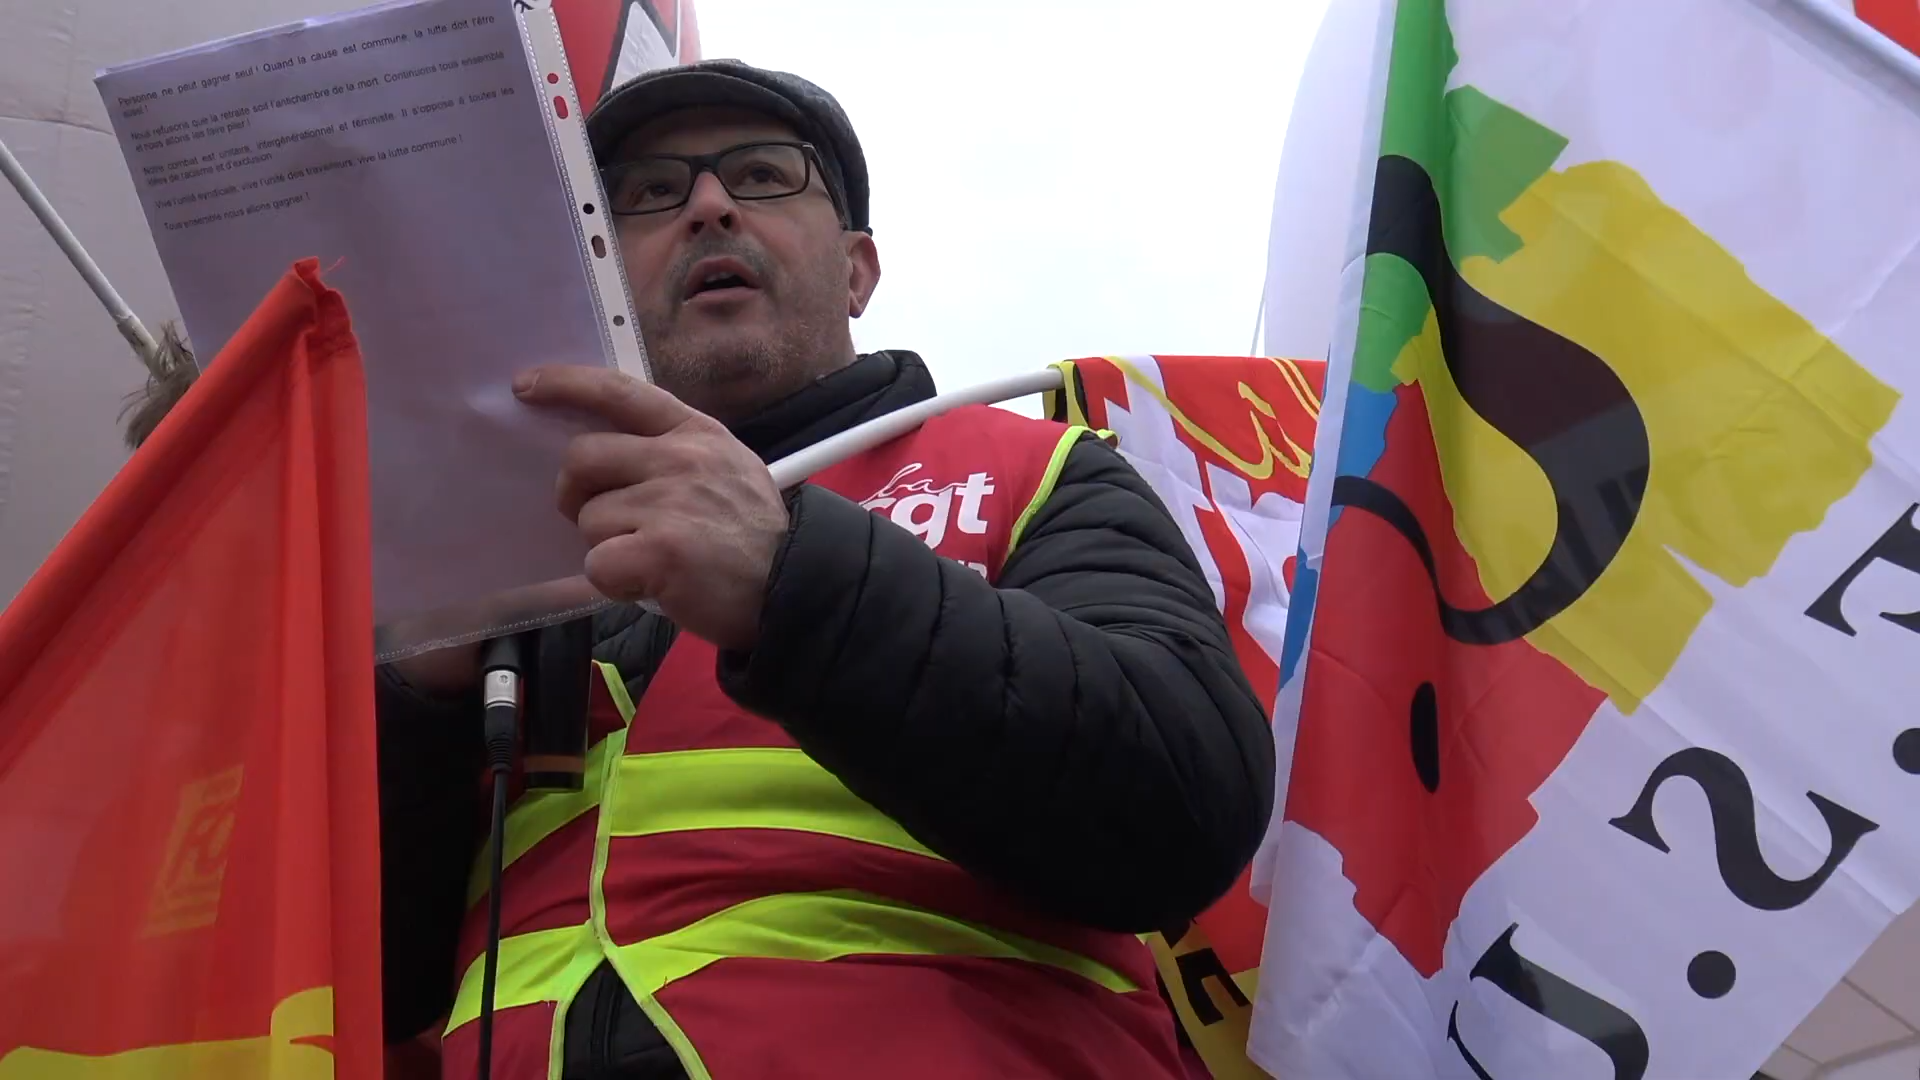 Personne ne peut gagner seul ! Quand la cause est commune, la lutte doit l'être
aussi !
Nous refusons que la retraite soit l'antichambre de la mort. Continuons tous ensemble
et nous allons les faire plier !
Notre combat est unitaire, intergénérationnel et féministe. Il s'oppose à toutes les
idées de racisme et d'exclusion
Vive l'unité syndicale, vive l'unité des travailleurs, vive la lutte commune !
Tous ensemble nous allons gagner !
la
cgt
F.S.U.